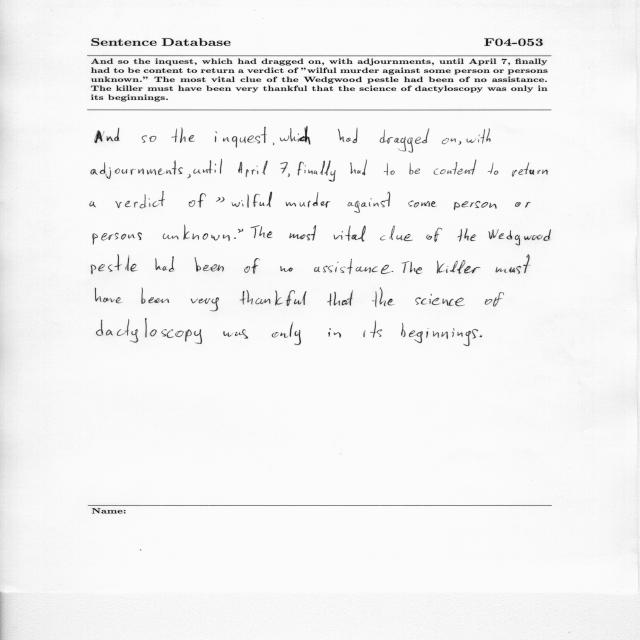 Sentence Database F04-053
And so the inquest, which had dragged on, with adjournments, until April 7, finally
had to be content to return a verdict of "wilful murder against some person or persons
unknown." The most vital clue of the Wedgwood pestle had been of no assistance.
The killer must have been very thankful that the science of dactyloscopy was only in
its beginnings.
And so the inquest, which had dragged on, with
adjournments, until April 7, finally had to be content to return
a verdict of "wilful murder against some person or
persons unknown." The most vital clue of the Wedgwood
pestle had been of no assistance. The killer must
have been very thankful that the science of
dactyloscopy was only in its beginnings.
Name: